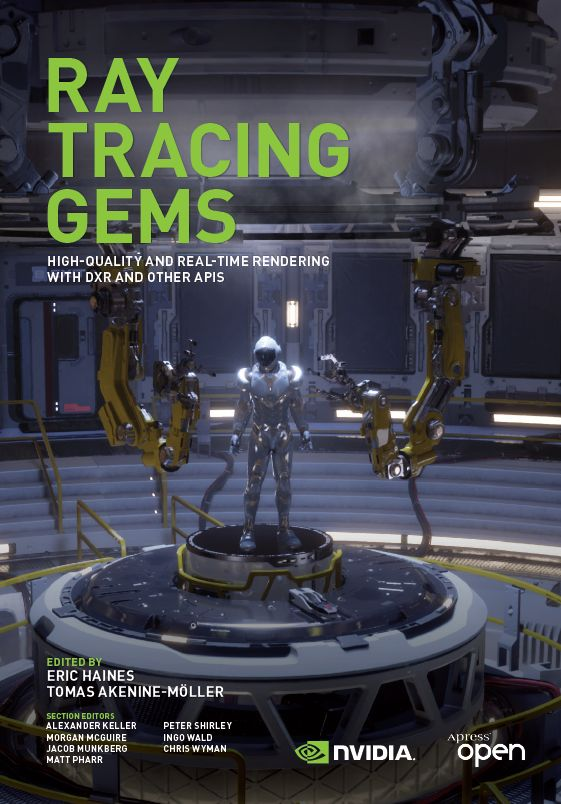 RAY
TRACING
GEMS
HIGH-QUALITY AND REAL-TIME RENDERING
WITH DXR AND OTHER APIS
EDITED BY
ERIC HAINES
TOMAS AKENINE-MÖLLER
SECTION EDITORS
ALEXANDER KELLER
MORGAN MCGUIRE
JACOB MUNKBERG
MATT PHARR
PETER SHIRLEY
INGO WALD
CHRIS WYMAN
NVIDIA.
Apress®
open